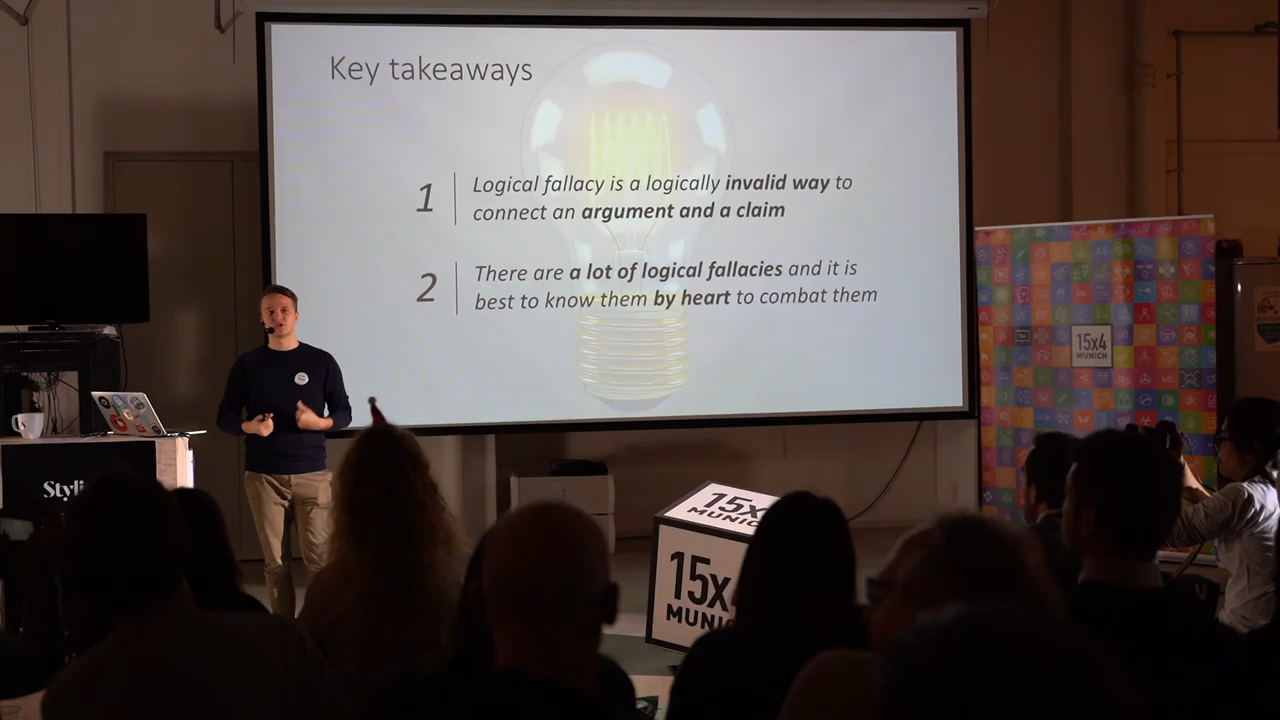 Key takeaways
1
Logical fallacy is a logically invalid way to
connect an argument and a claim
2
There are a lot of logical fallacies and it is
best to know them by heart to combat them
15x4
MUNICH
Styli
15x
MUNIC
15x
MUNI